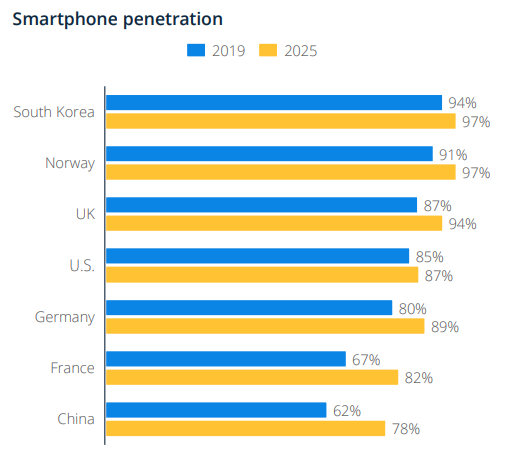 Smartphone penetration
2019 2025
South Korea 94%
97%
Norway 91%
97%
UK 87%
94%
U.S. 85%
87%
Germany 80%
89%
France 67%
82%
China 62%
78%